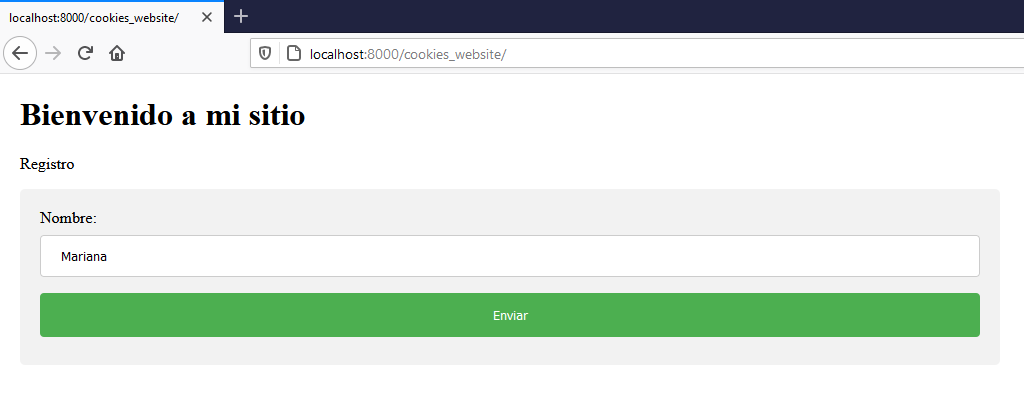 localhost:8000/cookies_website/
localhost:8000/cookies_website/
Bienvenido a mi sitio
Registro
Nombre:
Mariana
Enviar